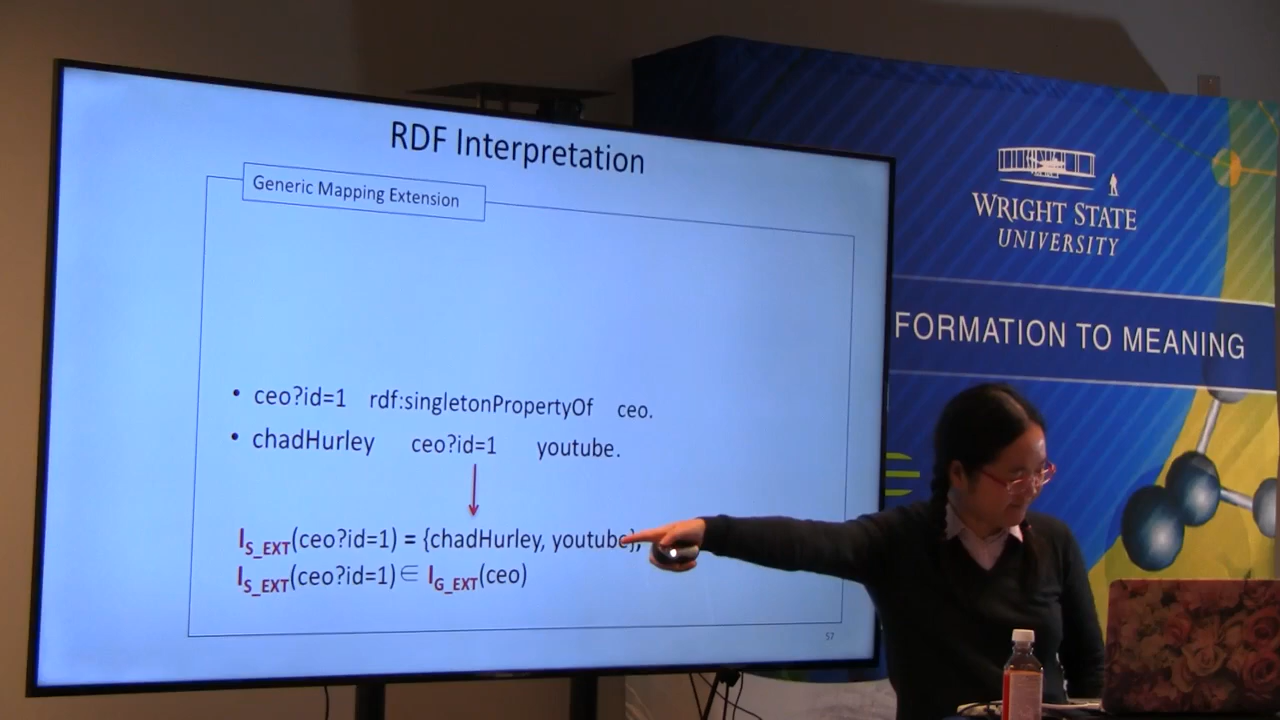 RDF Interpretation
Generic Mapping Extension
• ceo?id=1 rdf:singletonPropertyOf ceo.
• chadHurley ceo?id=1 youtube.
I_S_EXT(ceo?id=1) = {chadHurley, youtube},
I_S_EXT(ceo?id=1) ∈ I_G_EXT(ceo)
57
WRIGHT STATE
UNIVERSITY
FORMATION TO MEANING